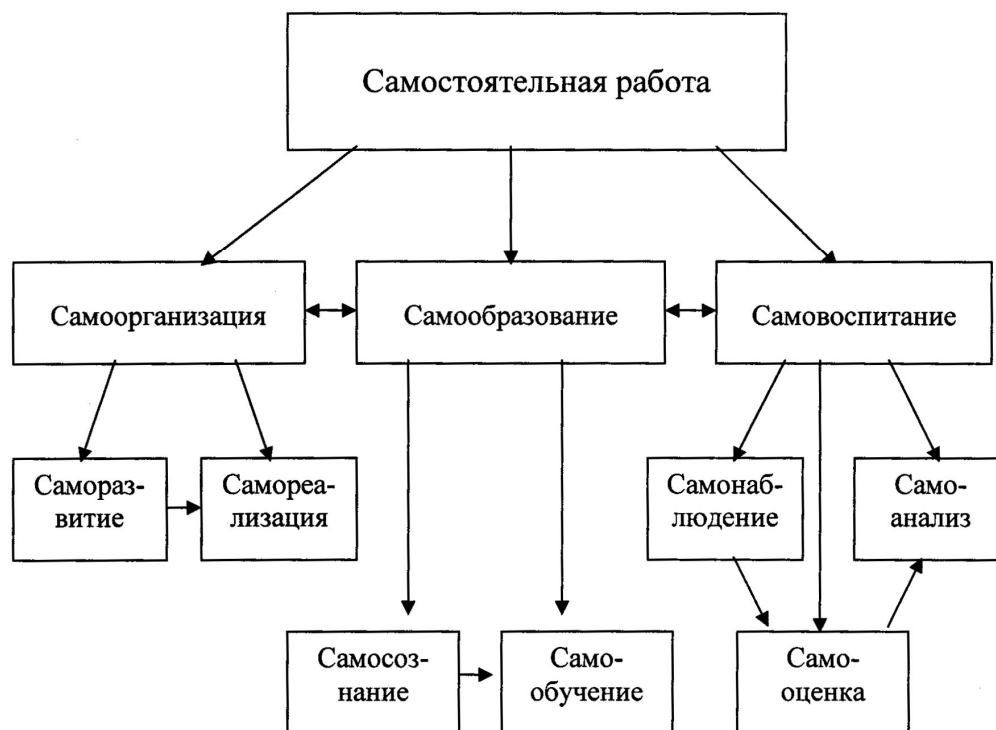 Самостоятельная работа
Самоорганизация
Самообразование
Самовоспитание
Самораз-
витие
Самореа-
лизация
Самонаб-
людение
Само-
анализ
Самосоз-
нание
Само-
обучение
Само-
оценка